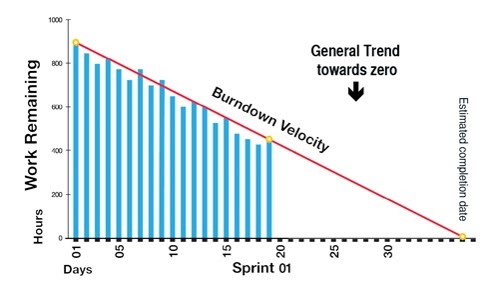 1000
800
600
400
200
0
Work Remaining
Hours
General Trend
towards zero
Burndown Velocity
Estimated completion date
01
05
10
15
20
25
30
Days
Sprint 01